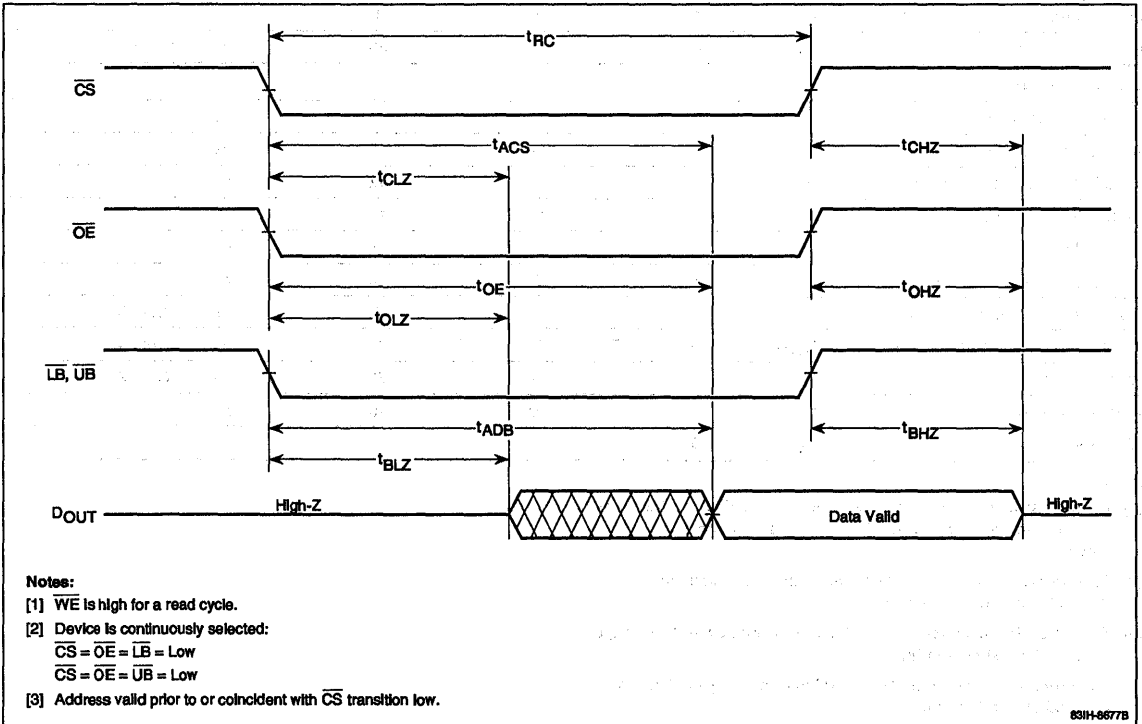 tRC
CS
tACS
tCHZ
tCLZ
OE
tOE
tOHZ
tOLZ
LB, UB
tADB
tBHZ
tBLZ
DOUT
High-Z
Data Valid
High-Z
Notes:
[1] WE is high for a read cycle.
[2] Device is continuously selected:
CS = OE = LB = Low
CS = OE = UB = Low
[3] Address valid prior to or coincident with CS transition low.
83IH-8677B